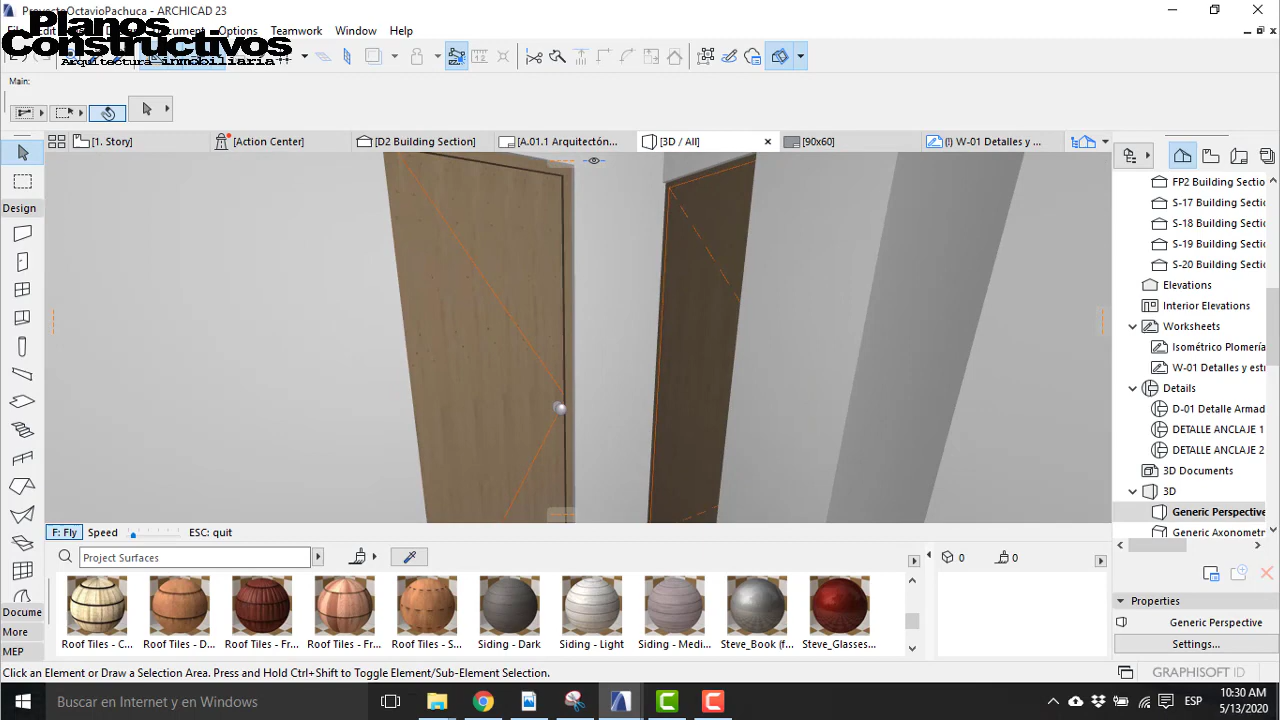 ProyectoOctavioPachuca - ARCHICAD 23
Options Teamwork Window Help
Planos
Constructivos
Arquitectura inmobiliaria
Main:
[1. Story]
[Action Center]
[D2 Building Section]
[A.01.1 Arquitectón...
[3D / All]
[90x60]
(!) W-01 Detalles y ...
Design
Docume
More
MEP
FP2 Building Sectio
S-17 Building Sectio
S-18 Building Sectio
S-19 Building Sectio
S-20 Building Sectio
Elevations
Interior Elevations
Worksheets
Isométrico Plomería
W-01 Detalles y estr
Details
D-01 Detalle Armad
DETALLE ANCLAJE 1
DETALLE ANCLAJE 2
3D Documents
3D
Generic Perspective
Generic Axonometr
F: Fly Speed ESC: quit
Project Surfaces
0 0
Roof Tiles - C... Roof Tiles - D... Roof Tiles - Fr... Roof Tiles - Fr... Roof Tiles - S... Siding - Dark Siding - Light Siding - Medi... Steve_Book (f... Steve_Glasses...
Properties
Generic Perspective
Settings...
Click an Element or Draw a Selection Area. Press and Hold Ctrl+Shift to Toggle Element/Sub-Element Selection.
GRAPHISOFT ID
Buscar en Windows
ESP
10:30 AM
5/13/2020